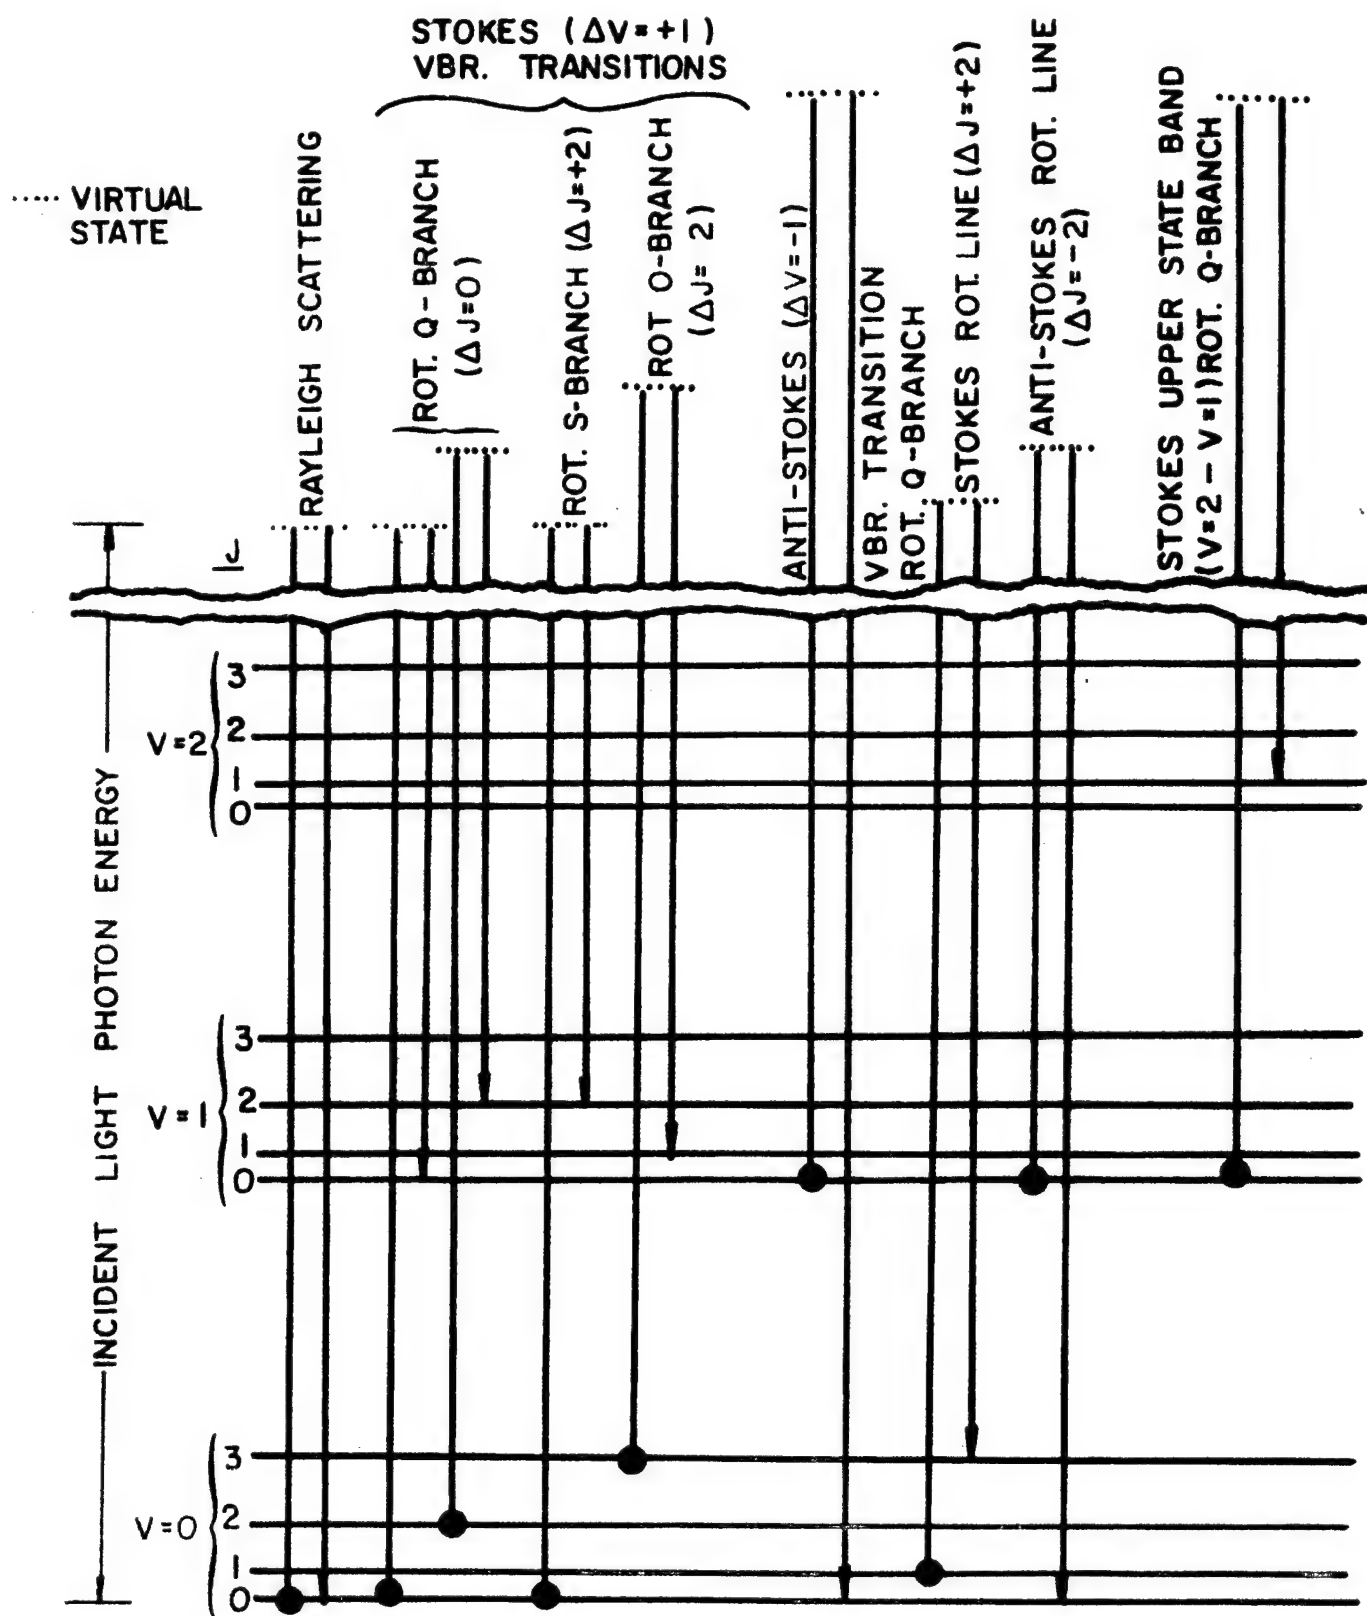 STOKES (ΔV=+1)
VBR. TRANSITIONS
..... VIRTUAL
STATE
RAYLEIGH SCATTERING
ROT. Q-BRANCH
(ΔJ=0)
ROT. S-BRANCH (ΔJ=+2)
ROT O-BRANCH
(ΔJ= 2)
ANTI-STOKES (ΔV=-1)
VBR. TRANSITION
ROT. Q-BRANCH
STOKES ROT. LINE (ΔJ=+2)
ANTI-STOKES ROT. LINE
(ΔJ=-2)
STOKES UPPER STATE BAND
(V=2-V=1) ROT. Q-BRANCH
J
INCIDENT LIGHT PHOTON ENERGY
V=2
3
2
1
0
V=1
3
2
1
0
V=0
3
2
1
0